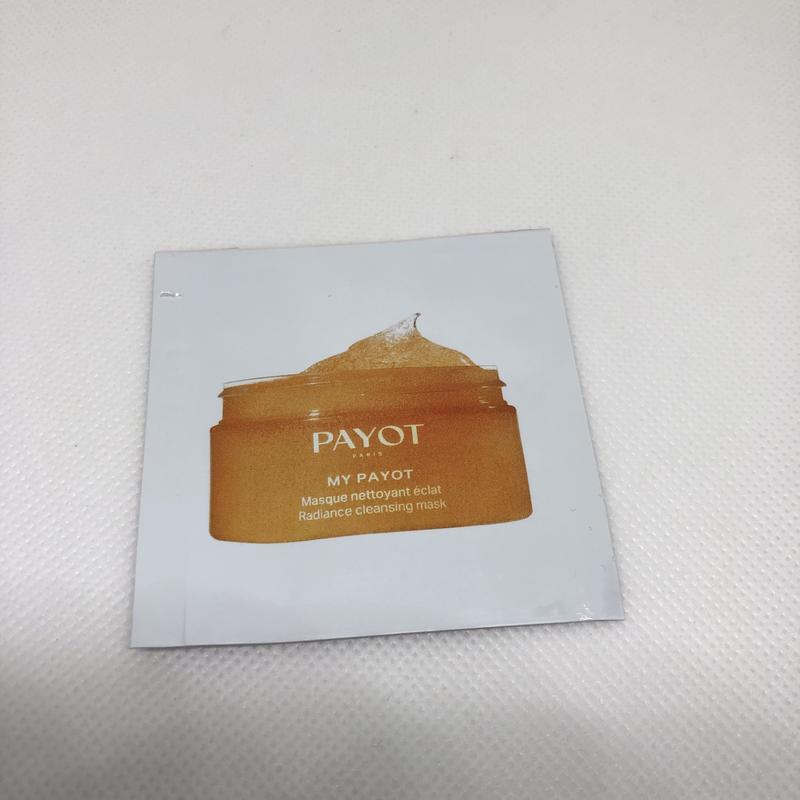 PAYOT
PARIS
MY PAYOT
Masque nettoyant éclat
Radiance cleansing mask